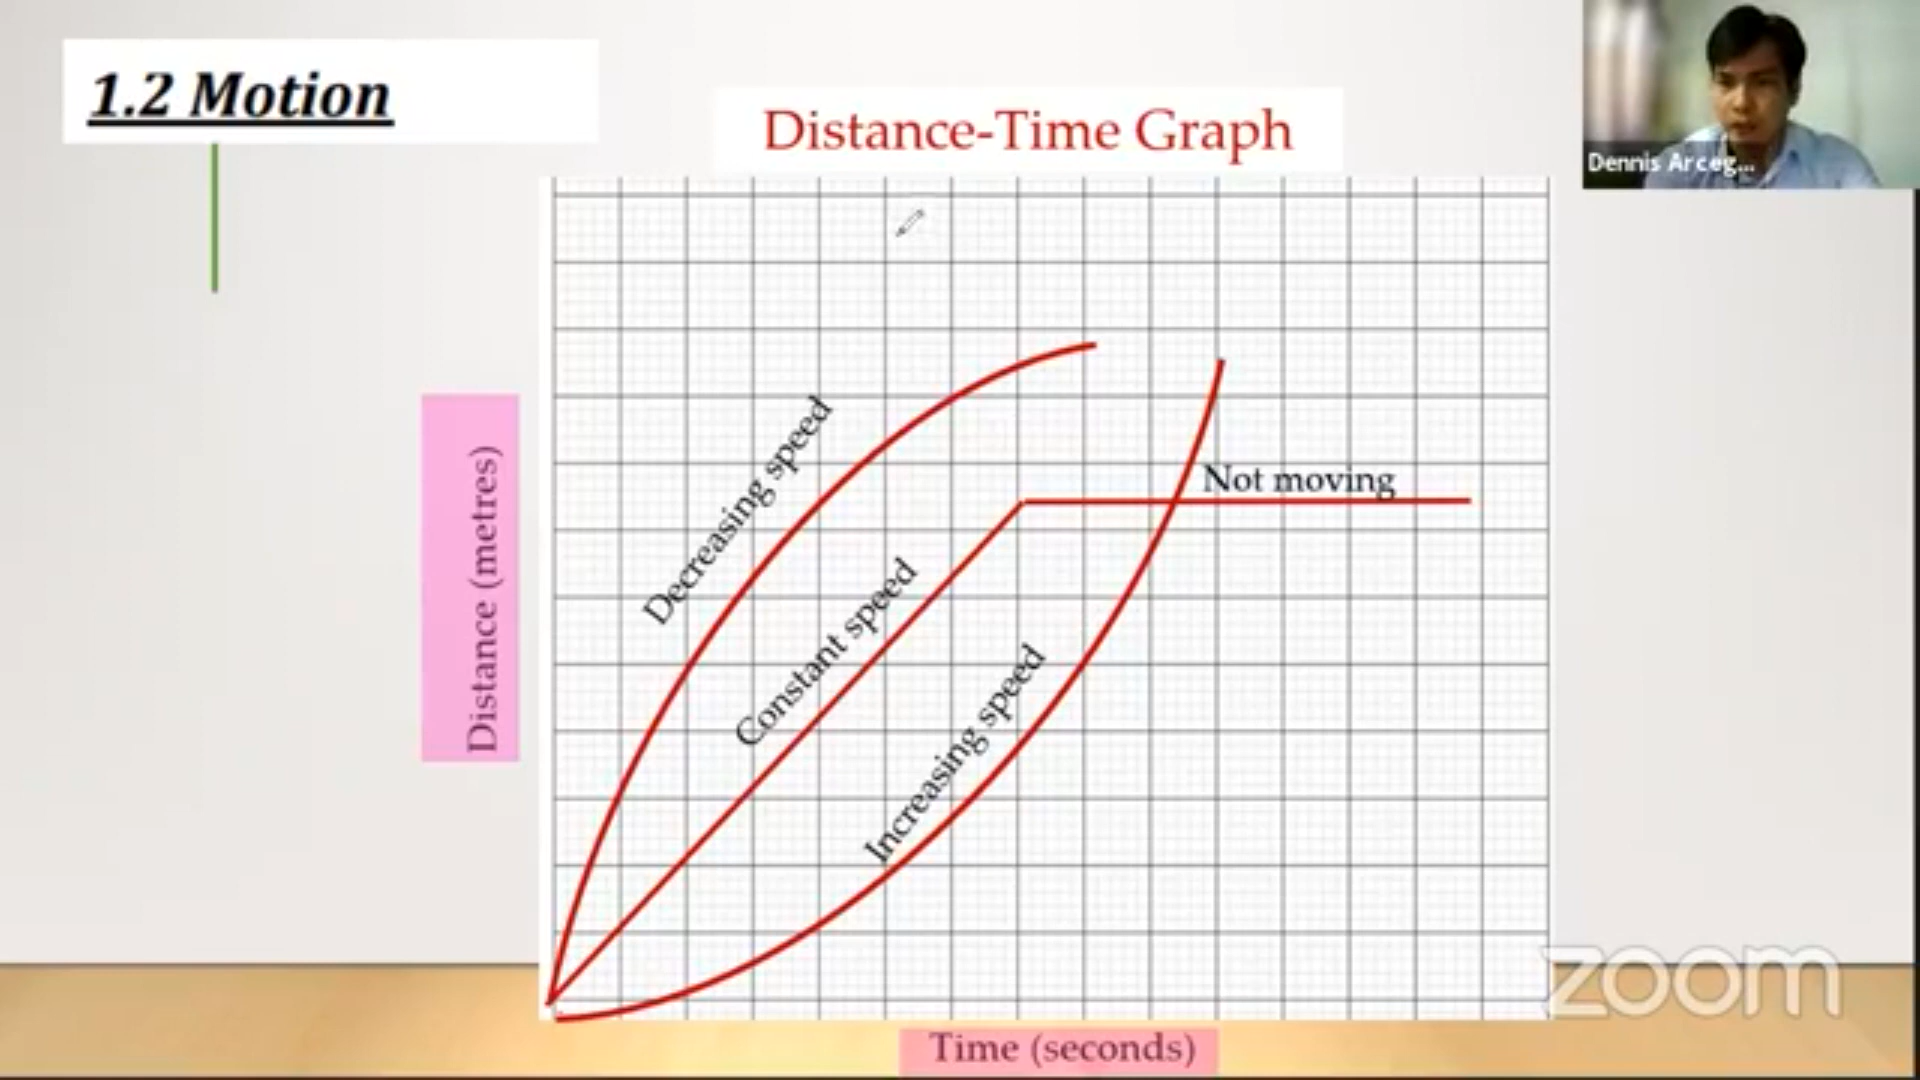 1.2 Motion
Distance-Time Graph
Dennis Arceg...
Decreasing speed
Not moving
Distance (metres)
Constant speed
Increasing speed
zoom
Time (seconds)